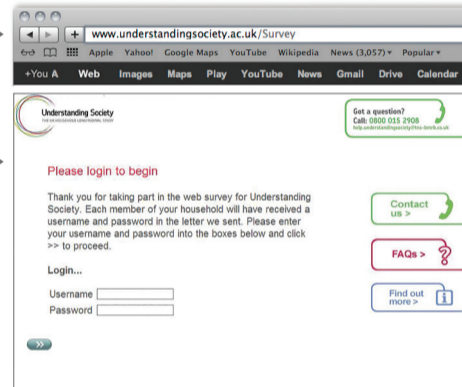 www.understandingsociety.ac.uk/Survey
Apple Yahoo! Google Maps YouTube Wikipedia News (3,057) Popular
+You A Web Images Maps Play YouTube News Gmail Drive Calendar
Understanding Society
Got a question?
Call: 0800 015 2908
Please login to begin
Thank you for taking part in the web survey for Understanding
Society. Each member of your household will have received a
username and password in the letter we sent. Please enter
your username and password into the boxes below and click
>> to proceed.
Contact
us >
FAQs >
Login...
Find out
more >
Username
Password
>>